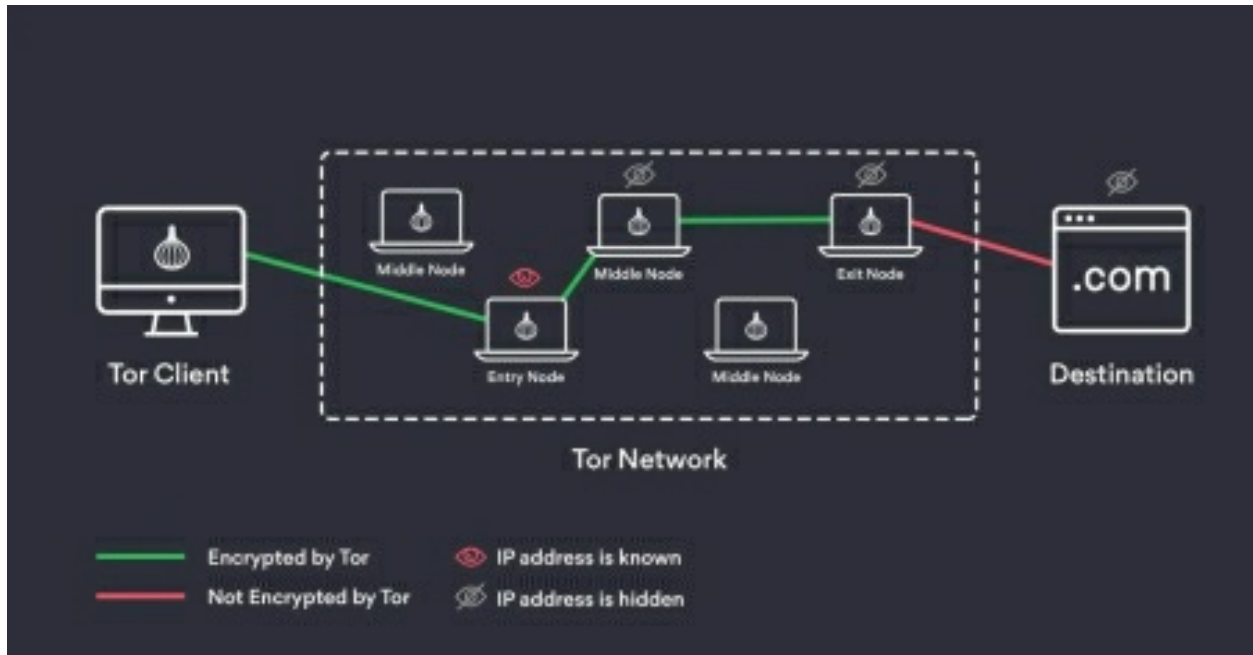 .com
Middle Node
Middle Node
Exit Node
Tor Client
Entry Node
Middle Node
Destination
Tor Network
Encrypted by Tor
IP address is known
Not Encrypted by Tor
IP address is hidden